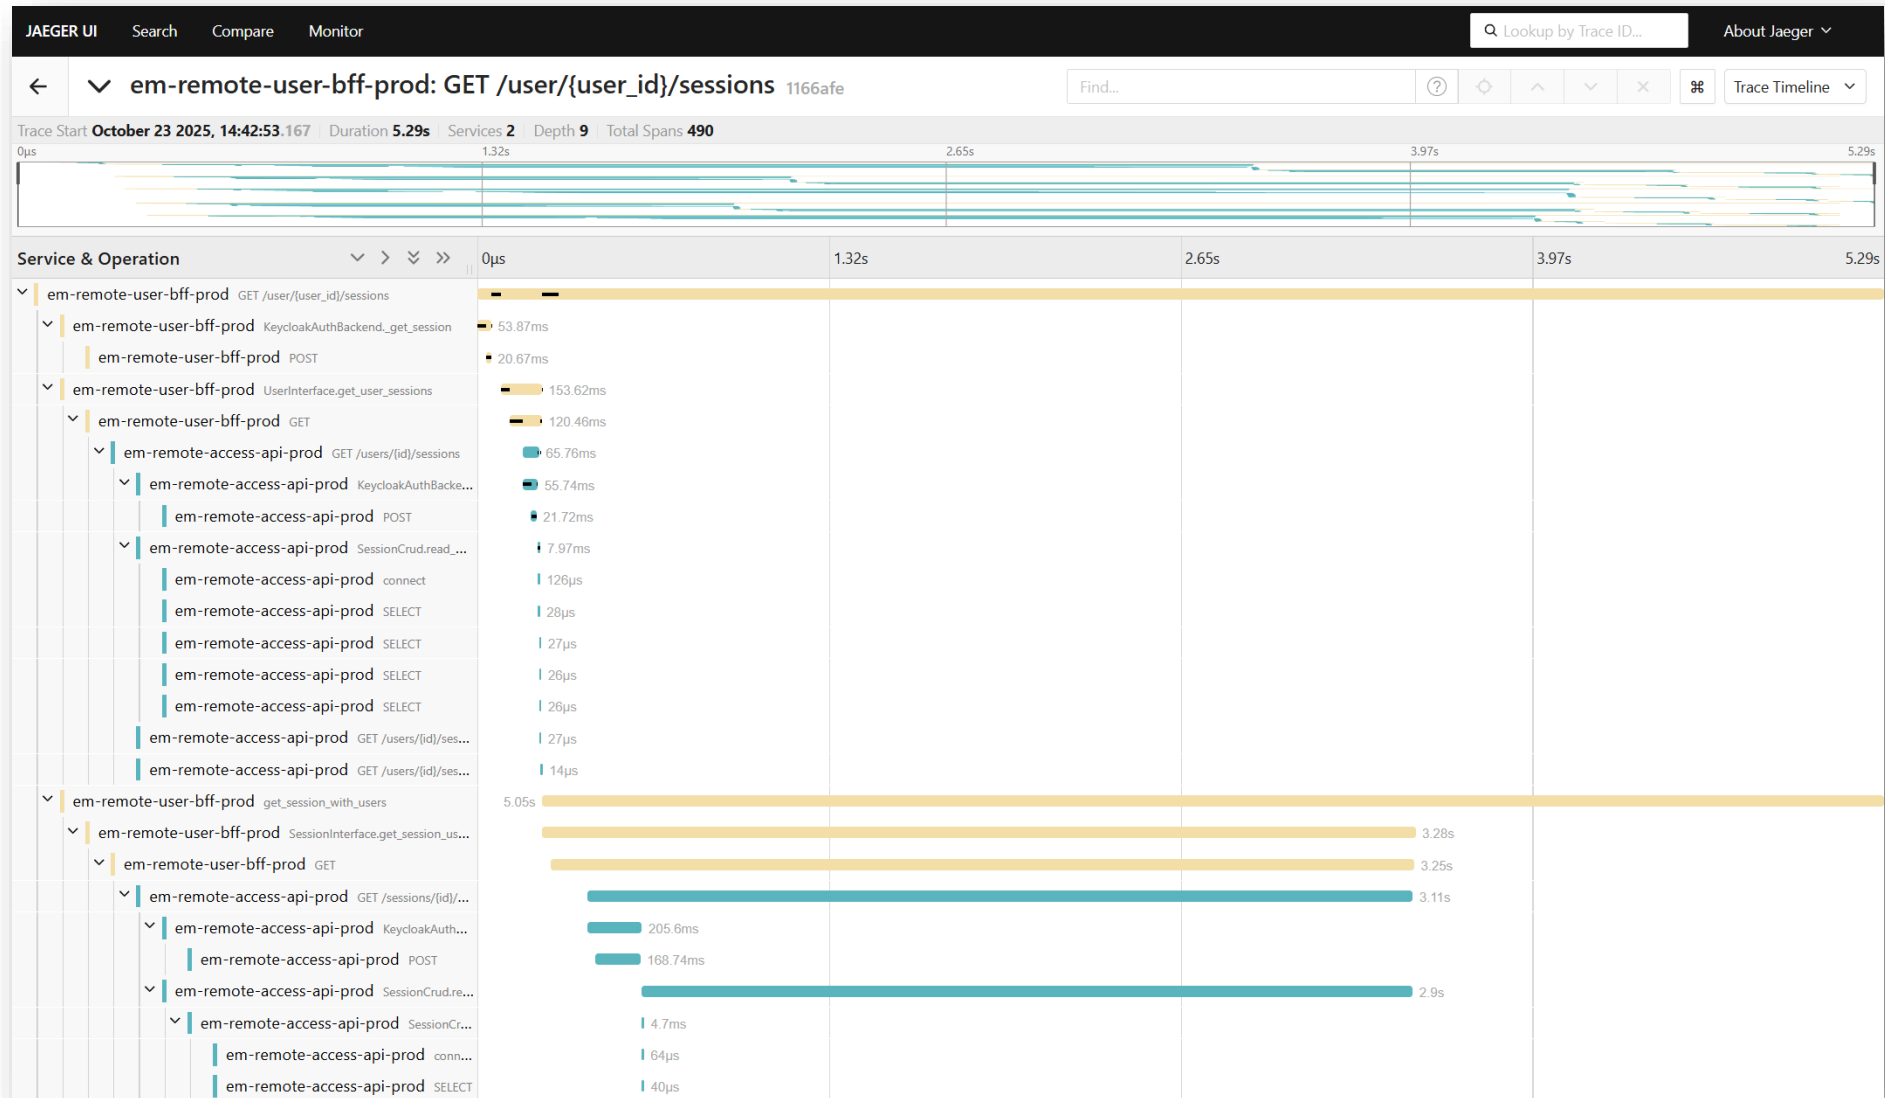 JAEGER UI Search Compare Monitor Lookup by Trace ID... About Jaeger
em-remote-user-bff-prod: GET /user/{user_id}/sessions 1166afe Find... Trace Timeline
Trace Start October 23 2025, 14:42:53.167 Duration 5.29s Services 2 Depth 9 Total Spans 490
0μs 1.32s 2.65s 3.97s 5.29s
Service & Operation 0μs 1.32s 2.65s 3.97s 5.29s
em-remote-user-bff-prod GET /user/{user_id}/sessions
em-remote-user-bff-prod KeycloakAuthBackend._get_session 53.87ms
em-remote-user-bff-prod POST 20.67ms
em-remote-user-bff-prod UserInterface.get_user_sessions 153.62ms
em-remote-user-bff-prod GET 120.46ms
em-remote-access-api-prod GET /users/{id}/sessions 65.76ms
em-remote-access-api-prod KeycloakAuthBacke... 55.74ms
em-remote-access-api-prod POST 21.72ms
em-remote-access-api-prod SessionCrud.read_... 7.97ms
em-remote-access-api-prod connect 126μs
em-remote-access-api-prod SELECT 28μs
em-remote-access-api-prod SELECT 27μs
em-remote-access-api-prod SELECT 26μs
em-remote-access-api-prod SELECT 26μs
em-remote-access-api-prod GET /users/{id}/ses... 27μs
em-remote-access-api-prod GET /users/{id}/ses... 14μs
em-remote-user-bff-prod get_session_with_users 5.05s
em-remote-user-bff-prod SessionInterface.get_session_us... 3.28s
em-remote-user-bff-prod GET 3.25s
em-remote-access-api-prod GET /sessions/{id}/... 3.11s
em-remote-access-api-prod KeycloakAuth... 205.6ms
em-remote-access-api-prod POST 168.74ms
em-remote-access-api-prod SessionCrud.re... 2.9s
em-remote-access-api-prod SessionCr... 4.7ms
em-remote-access-api-prod conn... 64μs
em-remote-access-api-prod SELECT 40μs